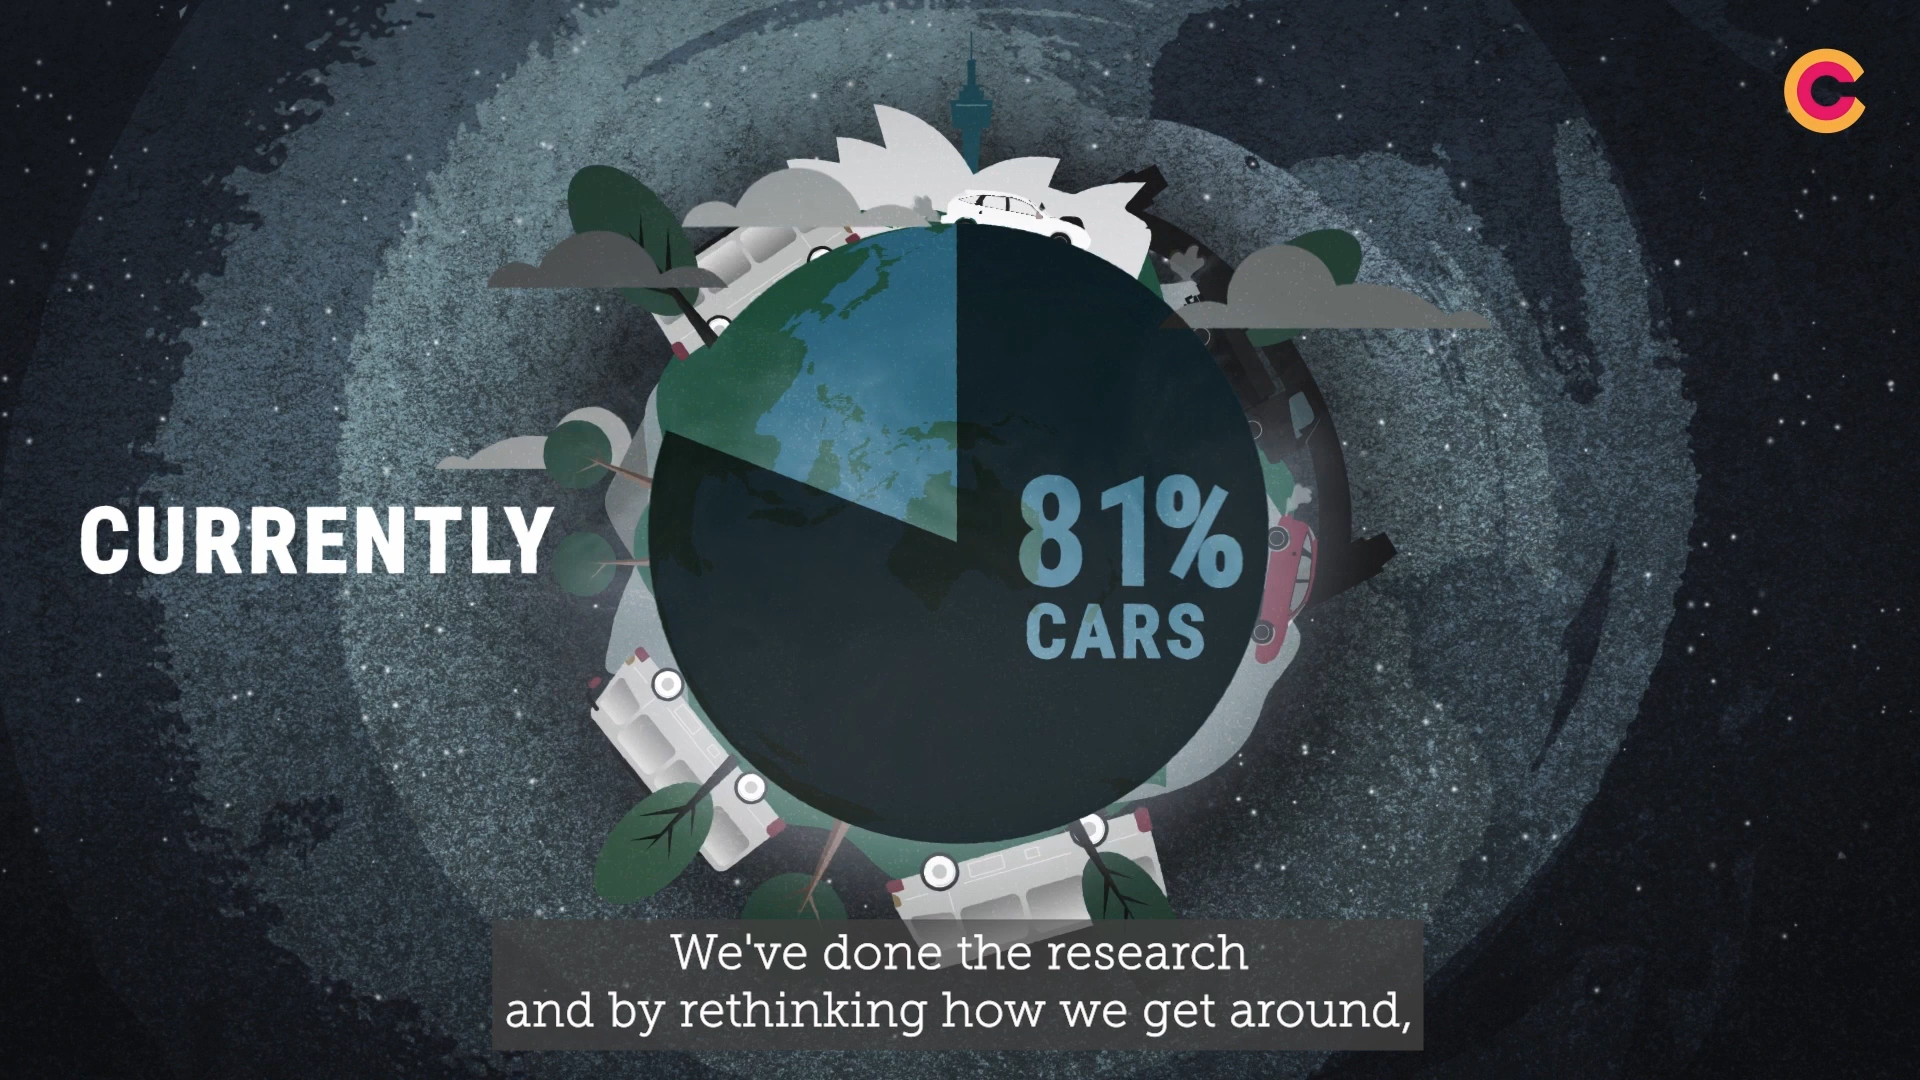 CURRENTLY
81%
CARS
We've done the research
and by rethinking how we get around,